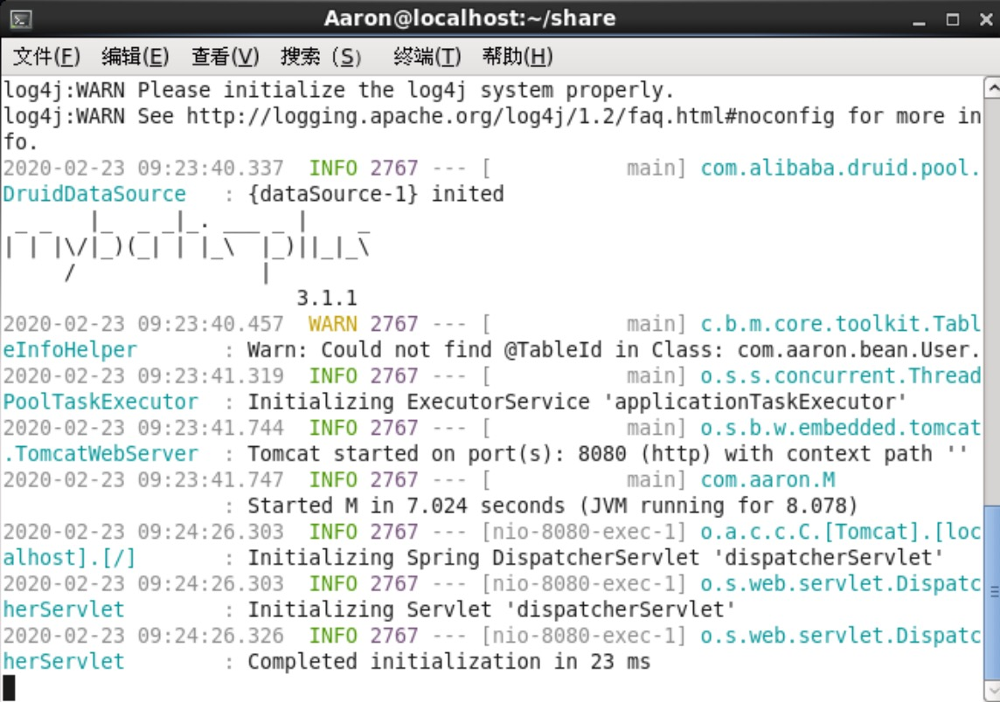 Aaron@localhost:~/share
文件(F) 编辑(E) 查看(V) 搜索 (S) 终端(T) 帮助(H)
log4j:WARN Please initialize the log4j system properly.
log4j:WARN See http://logging.apache.org/log4j/1.2/faq.html#noconfig for more in
fo.
2020-02-23 09:23:40.337  INFO 2767 --- [           main] com.alibaba.druid.pool.
DruidDataSource   : {dataSource-1} inited
 _ _   |_  _ _|_. ___ _ |    _
| | |\/|_)(_| | |_\  |_)||_|_\
     /               |
                        3.1.1
2020-02-23 09:23:40.457  WARN 2767 --- [           main] c.b.m.core.toolkit.Tabl
eInfoHelper       : Warn: Could not find @TableId in Class: com.aaron.bean.User.
2020-02-23 09:23:41.319  INFO 2767 --- [           main] o.s.s.concurrent.Thread
PoolTaskExecutor  : Initializing ExecutorService 'applicationTaskExecutor'
2020-02-23 09:23:41.744  INFO 2767 --- [           main] o.s.b.w.embedded.tomcat
.TomcatWebServer  : Tomcat started on port(s): 8080 (http) with context path ''
2020-02-23 09:23:41.747  INFO 2767 --- [           main] com.aaron.M
                  : Started M in 7.024 seconds (JVM running for 8.078)
2020-02-23 09:24:26.303  INFO 2767 --- [nio-8080-exec-1] o.a.c.c.C.[Tomcat].[loc
alhost].[/]       : Initializing Spring DispatcherServlet 'dispatcherServlet'
2020-02-23 09:24:26.303  INFO 2767 --- [nio-8080-exec-1] o.s.web.servlet.Dispatc
herServlet        : Initializing Servlet 'dispatcherServlet'
2020-02-23 09:24:26.326  INFO 2767 --- [nio-8080-exec-1] o.s.web.servlet.Dispatc
herServlet        : Completed initialization in 23 ms